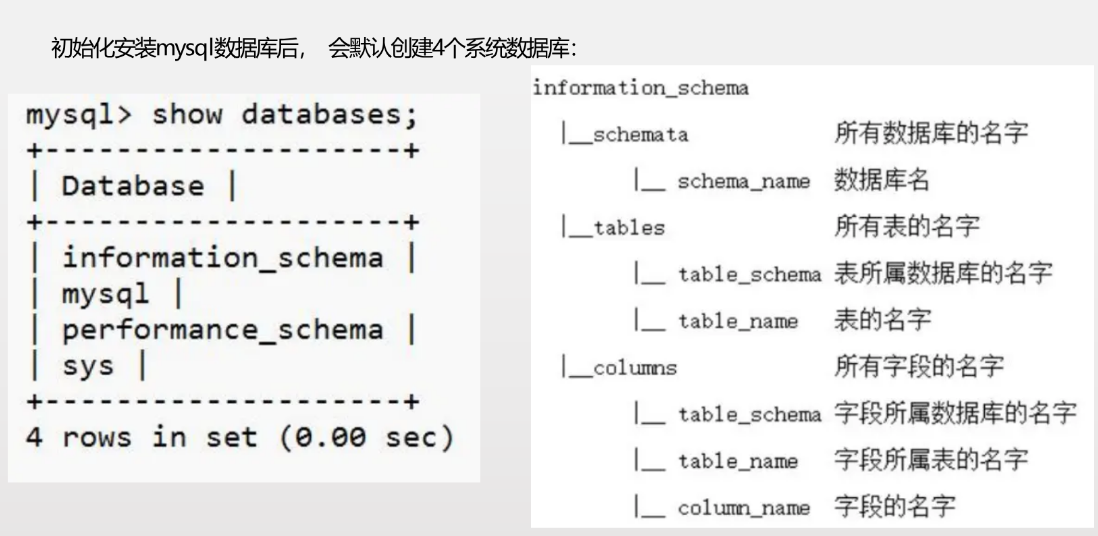 初始化安装mysql数据库后， 会默认创建4个系统数据库：
mysql> show databases;
+--------------------+
| Database |
+--------------------+
| information_schema |
| mysql |
| performance_schema |
| sys |
+--------------------+
4 rows in set (0.00 sec)
information_schema
|__schemata 所有数据库的名字
|__ schema_name 数据库名
|__tables 所有表的名字
|__ table_schema 表所属数据库的名字
|__ table_name 表的名字
|__columns 所有字段的名字
|__ table_schema 字段所属数据库的名字
|__ table_name 字段所属表的名字
|__ column_name 字段的名字